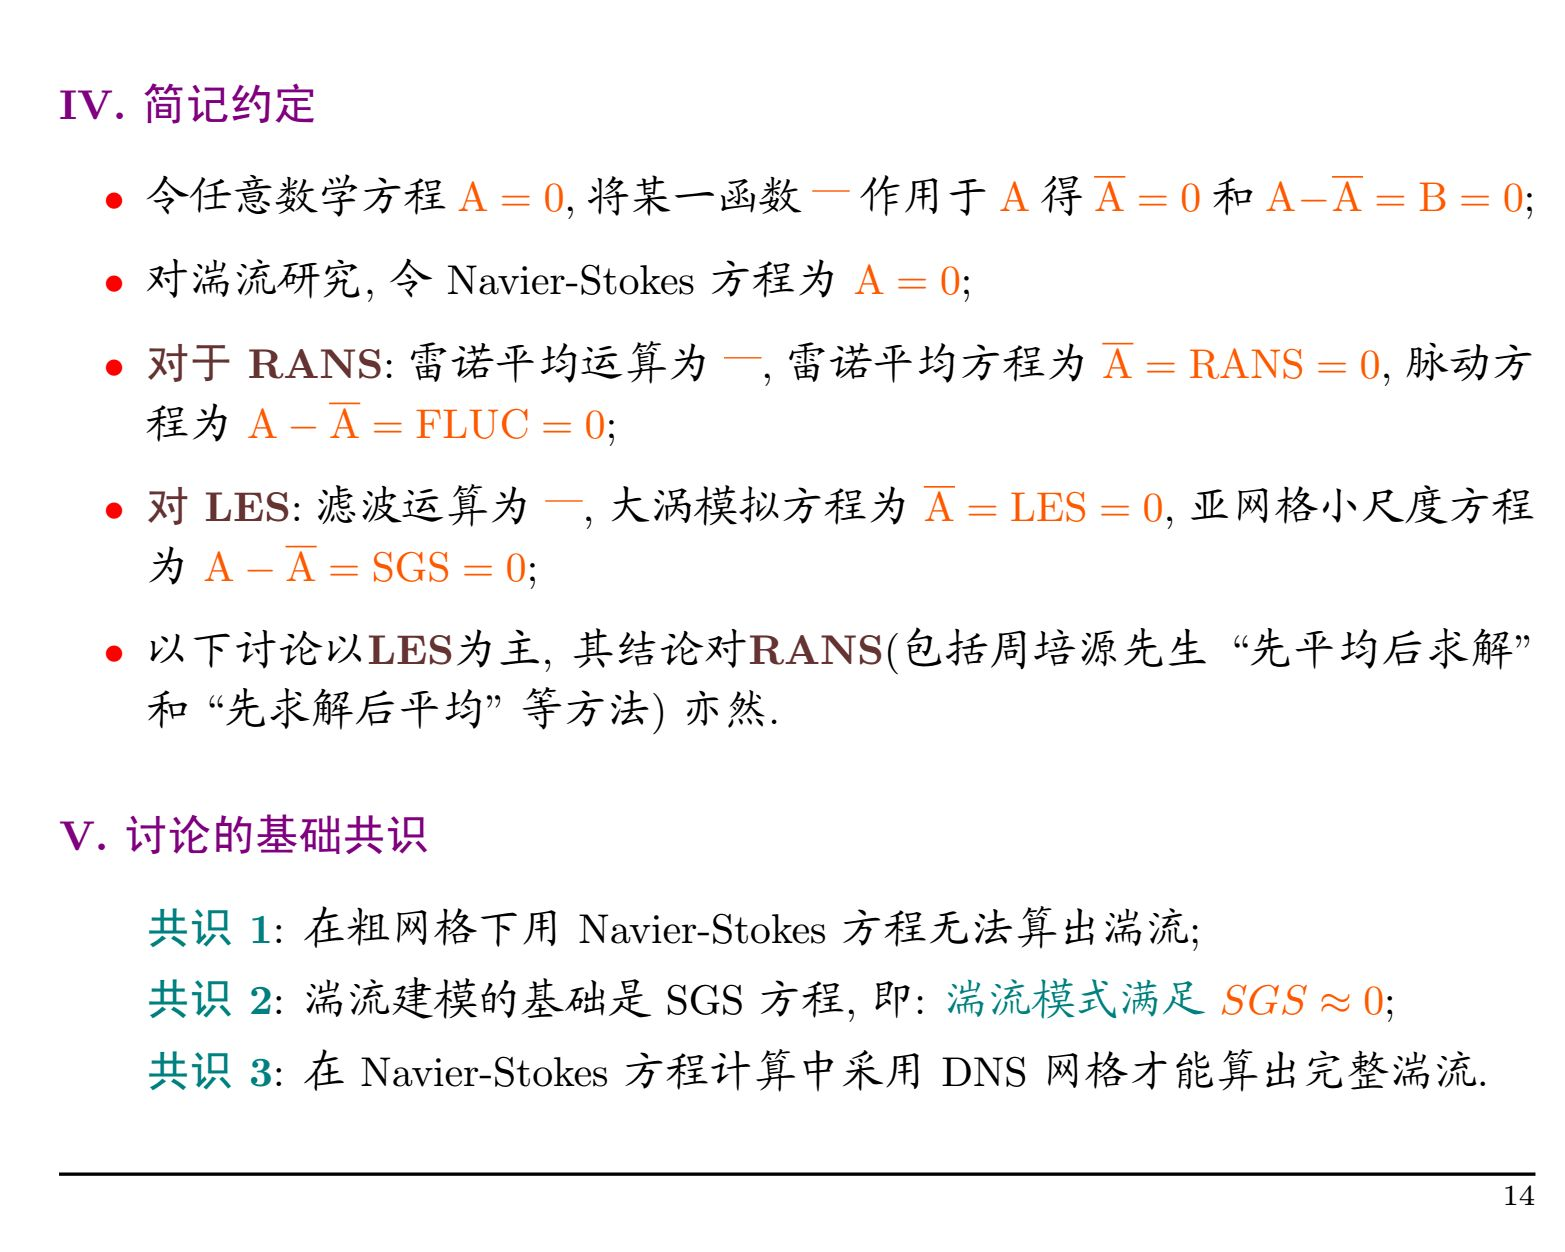 IV. 简记约定
• 令任意数学方程 A = 0, 将某一函数 ‾ 作用于 A 得 A̅ = 0 和 A−A̅ = B = 0;
• 对湍流研究, 令 Navier-Stokes 方程为 A = 0;
• 对于 RANS: 雷诺平均运算为 ‾, 雷诺平均方程为 A̅ = RANS = 0, 脉动方
程为 A − A̅ = FLUC = 0;
• 对 LES: 滤波运算为 ‾, 大涡模拟方程为 A̅ = LES = 0, 亚网格小尺度方程
为 A − A̅ = SGS = 0;
• 以下讨论以LES为主, 其结论对RANS(包括周培源先生 “先平均后求解”
和 “先求解后平均” 等方法) 亦然.
V. 讨论的基础共识
共识 1: 在粗网格下用 Navier-Stokes 方程无法算出湍流;
共识 2: 湍流建模的基础是 SGS 方程, 即: 湍流模式满足 SGS ≈ 0;
共识 3: 在 Navier-Stokes 方程计算中采用 DNS 网格才能算出完整湍流.
14